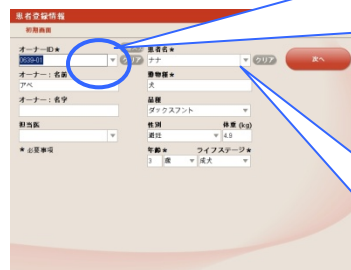 患者登録情報
初期画面
オーナーID*
0639-01
クリア
患者名*
ナナ
クリア
次へ
オーナー：名前
アベ
動物種*
犬
オーナー：名字
品種
ダックスフント
担当医
性別
避妊
体重 (kg)
4.9
* 必要事項
年齢*
3 歳
ライフステージ*
成犬